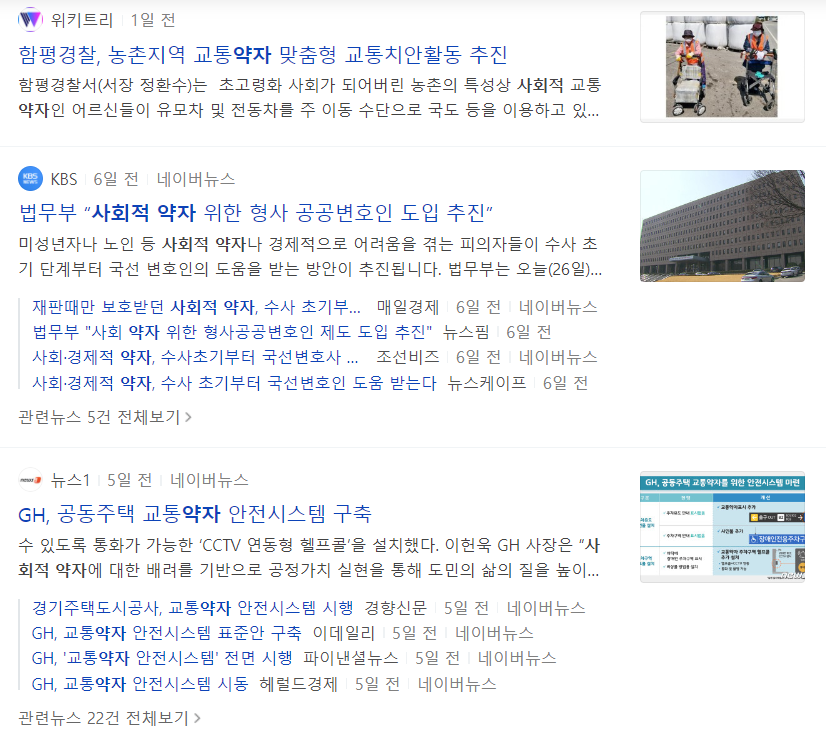 위키트리 1일 전
함평경찰, 농촌지역 교통약자 맞춤형 교통치안활동 추진
함평경찰서(서장 정환수)는 초고령화 사회가 되어버린 농촌의 특성상 사회적 교통
약자인 어르신들이 유모차 및 전동차를 주 이동 수단으로 국도 등을 이용하고 있...
KBS 6일 전 네이버뉴스
법무부 “사회적 약자 위한 형사 공공변호인 도입 추진”
미성년자나 노인 등 사회적 약자나 경제적으로 어려움을 겪는 피의자들이 수사 초
기 단계부터 국선 변호인의 도움을 받는 방안이 추진됩니다. 법무부는 오늘(26일)...
재판때만 보호받던 사회적 약자, 수사 초기부... 매일경제 6일 전 네이버뉴스
법무부 "사회 약자 위한 형사공공변호인 제도 도입 추진" 뉴스핌 6일 전
사회·경제적 약자, 수사초기부터 국선변호사 ... 조선비즈 6일 전 네이버뉴스
사회·경제적 약자, 수사 초기부터 국선변호인 도움 받는다 뉴스케이프 6일 전
관련뉴스 5건 전체보기 >
뉴스1 5일 전 네이버뉴스
GH, 공동주택 교통약자 안전시스템 구축
수 있도록 통화가 가능한 ‘CCTV 연동형 헬프콜’을 설치했다. 이헌욱 GH 사장은 “사
회적 약자에 대한 배려를 기반으로 공정가치 실현을 통해 도민의 삶의 질을 높이...
GH, 공동주택 교통약자를 위한 안전시스템 마련
경기주택도시공사, 교통약자 안전시스템 시행 경향신문 5일 전 네이버뉴스
GH, 교통약자 안전시스템 표준안 구축 이데일리 5일 전 네이버뉴스
GH, '교통약자 안전시스템' 전면 시행 파이낸셜뉴스 5일 전 네이버뉴스
GH, 교통약자 안전시스템 시동 헤럴드경제 5일 전 네이버뉴스
관련뉴스 22건 전체보기 >